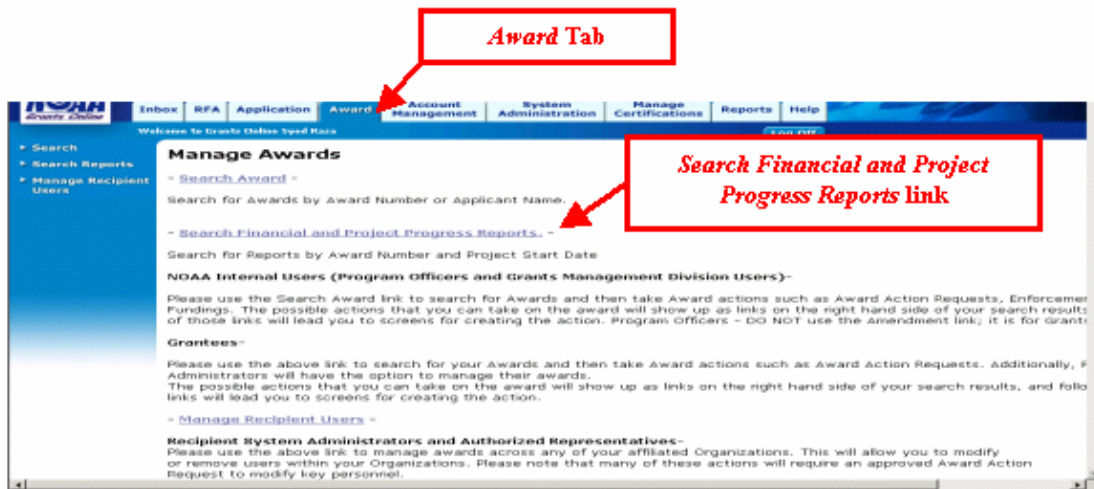 Award Tab
NOAA
Grants Online
Inbox RFA Application Award Account Management System Administration Manage Certifications Reports Help
Welcome to Grants Online Syed Raza
Log Off
Search
Search Reports
Manage Recipient Users
Manage Awards
- Search Award -
Search for Awards by Award Number or Applicant Name.
Search Financial and Project
Progress Reports link
- Search Financial and Project Progress Reports. -
Search for Reports by Award Number and Project Start Date
NOAA Internal Users (Program Officers and Grants Management Division Users)-
Please use the Search Award link to search for Awards and then take Award actions such as Award Action Requests, Enforcemen
Fundings. The possible actions that you can take on the award will show up as links on the right hand side of your search results
of those links will lead you to screens for creating the action. Program Officers - DO NOT use the Amendment link; it is for Grants
Grantees-
Please use the above link to search for your Awards and then take Award actions such as Award Action Requests. Additionally, R
Administrators will have the option to manage their awards.
The possible actions that you can take on the award will show up as links on the right hand side of your search results, and follo
links will lead you to screens for creating the action.
- Manage Recipient Users -
Recipient System Administrators and Authorized Representatives-
Please use the above link to manage awards across any of your affiliated Organizations. This will allow you to modify
or remove users within your Organizations. Please note that many of these actions will require an approved Award Action
Request to modify key personnel.